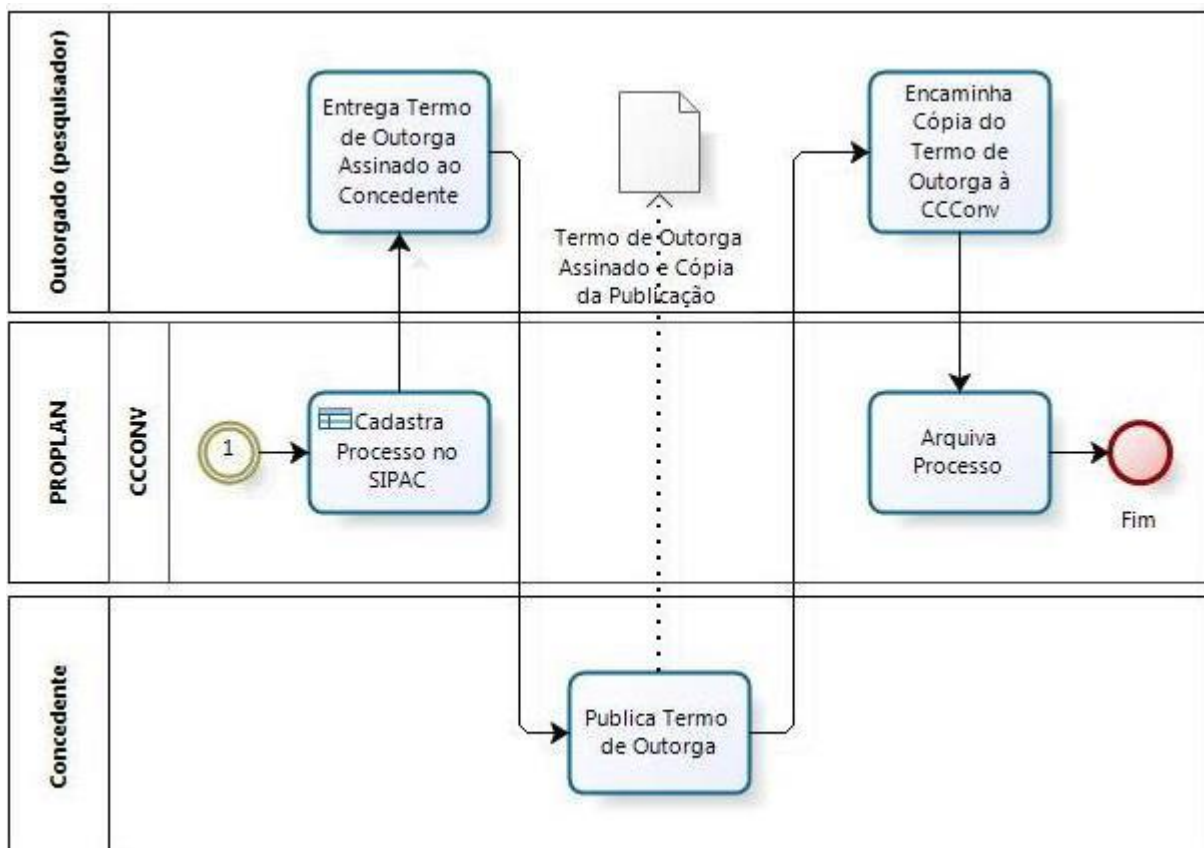 Outorgado (pesquisador)
Entrega Termo
de Outorga
Assinado ao
Concedente
Termo de Outorga
Assinado e Cópia
da Publicação
Encaminha
Cópia do
Termo de
Outorga à
CCConv
PROPLAN
CCCONV
1
Cadastra
Processo no
SIPAC
Arquiva
Processo
Fim
Concedente
Publica Termo
de Outorga